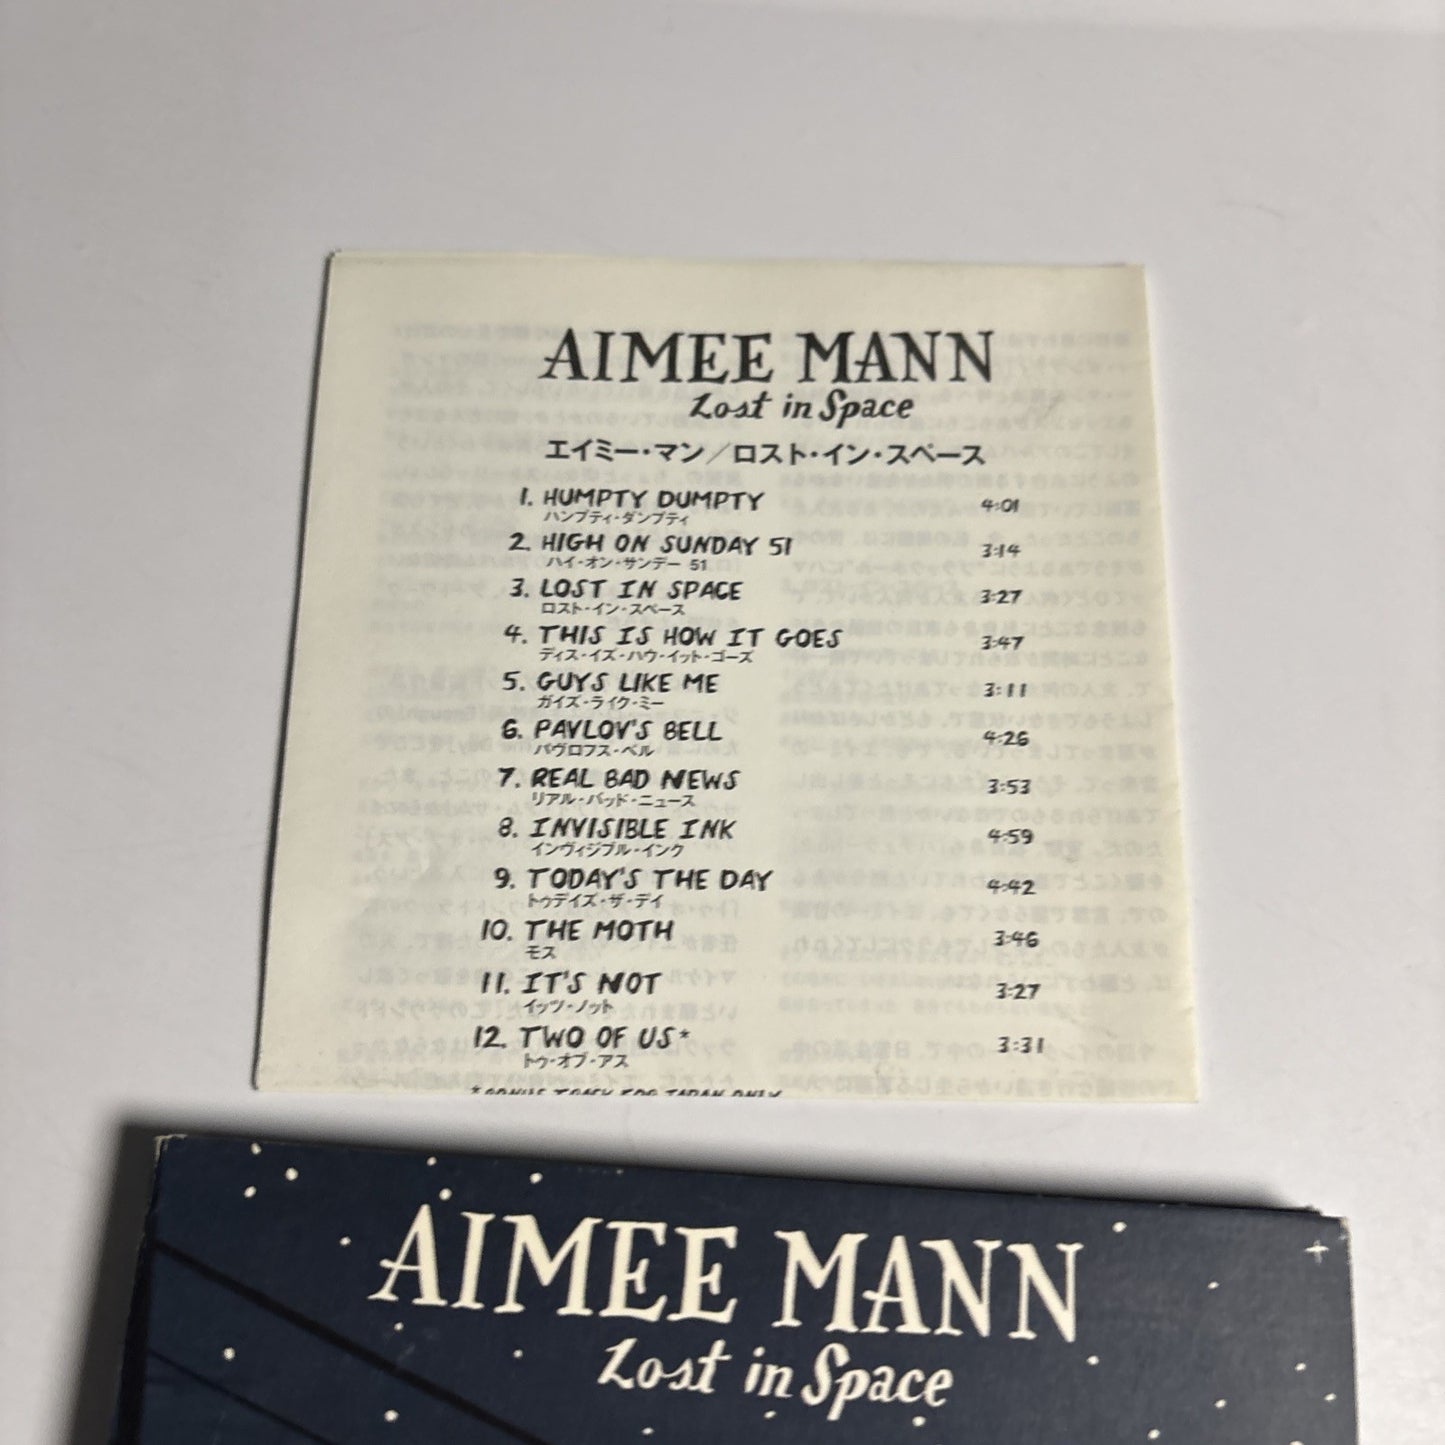 AIMEE MANN
Lost in Space
エイミー・マン／ロスト・イン・スペース
1. HUMPTY DUMPTY 4:01
ハンプティ・ダンプティ
2. HIGH ON SUNDAY 51 3:14
ハイ・オン・サンデー 51
3. LOST IN SPACE 3:27
ロスト・イン・スペース
4. THIS IS HOW IT GOES 3:47
ディス・イズ・ハウ・イット・ゴーズ
5. GUYS LIKE ME 3:11
ガイズ・ライク・ミー
6. PAVLOV'S BELL 4:26
パヴロフス・ベル
7. REAL BAD NEWS 3:53
リアル・バッド・ニュース
8. INVISIBLE INK 4:59
インヴィジブル・インク
9. TODAY'S THE DAY 4:42
トゥデイズ・ザ・デイ
10. THE MOTH 3:46
モス
11. IT'S NOT 3:27
イッツ・ノット
12. TWO OF US* 3:31
トゥ・オブ・アス
*BONUS TRACK FOR JAPAN ONLY
AIMEE MANN
Lost in Space